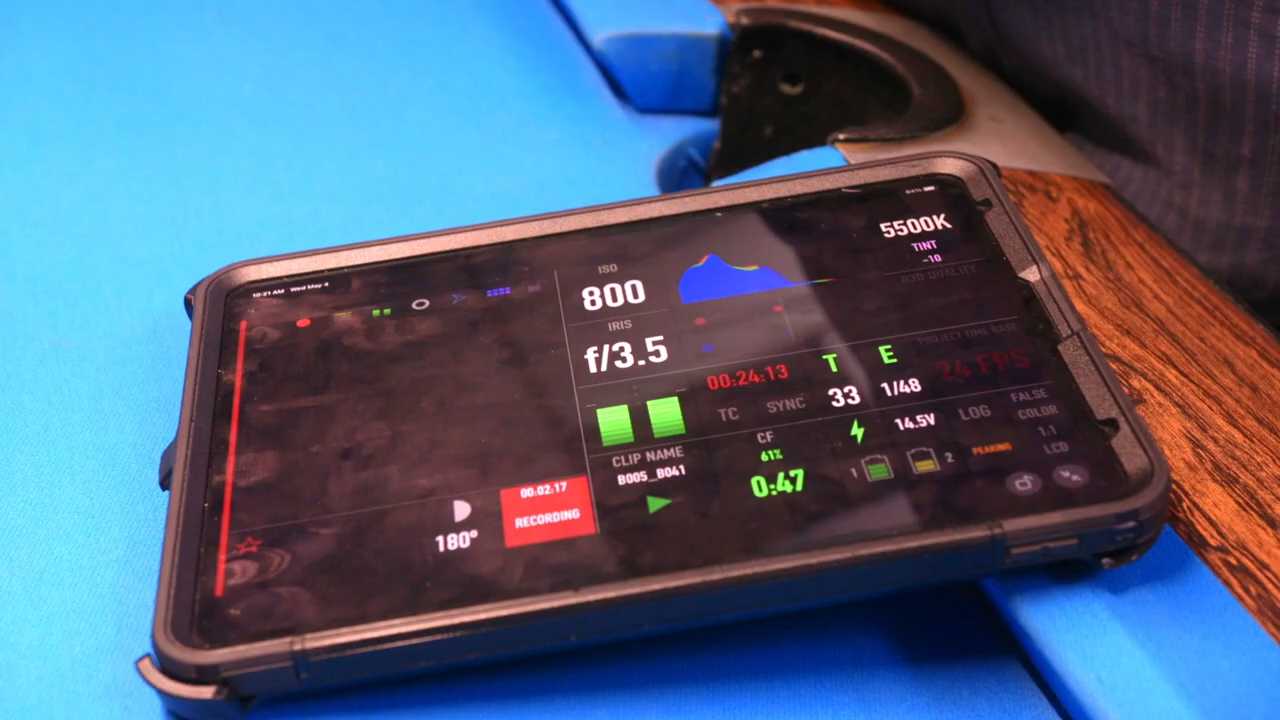 10:21 AM Wed May 4
5500K
TINT
-10
R3D QUALITY
ISO
800
IRIS
f/3.5
PROJECT TIME BASE
24 FPS
00:24:13
T
E
TC
SYNC
33
1/48
CLIP NAME
B005_B041
CF
61%
0:47
14.5V
LOG
FALSE
COLOR
1
2
PEAKING
1.1
LCD
180°
00:02:17
RECORDING